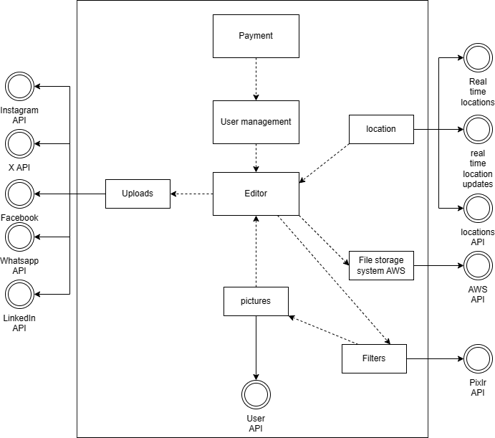 Payment
User management
Editor
Uploads
location
File storage
system AWS
pictures
Filters
Instagram
API
X API
Facebook
Whatsapp
API
LinkedIn
API
User
API
Real
time
locations
real
time
location
updates
locations
API
AWS
API
Pixlr
API